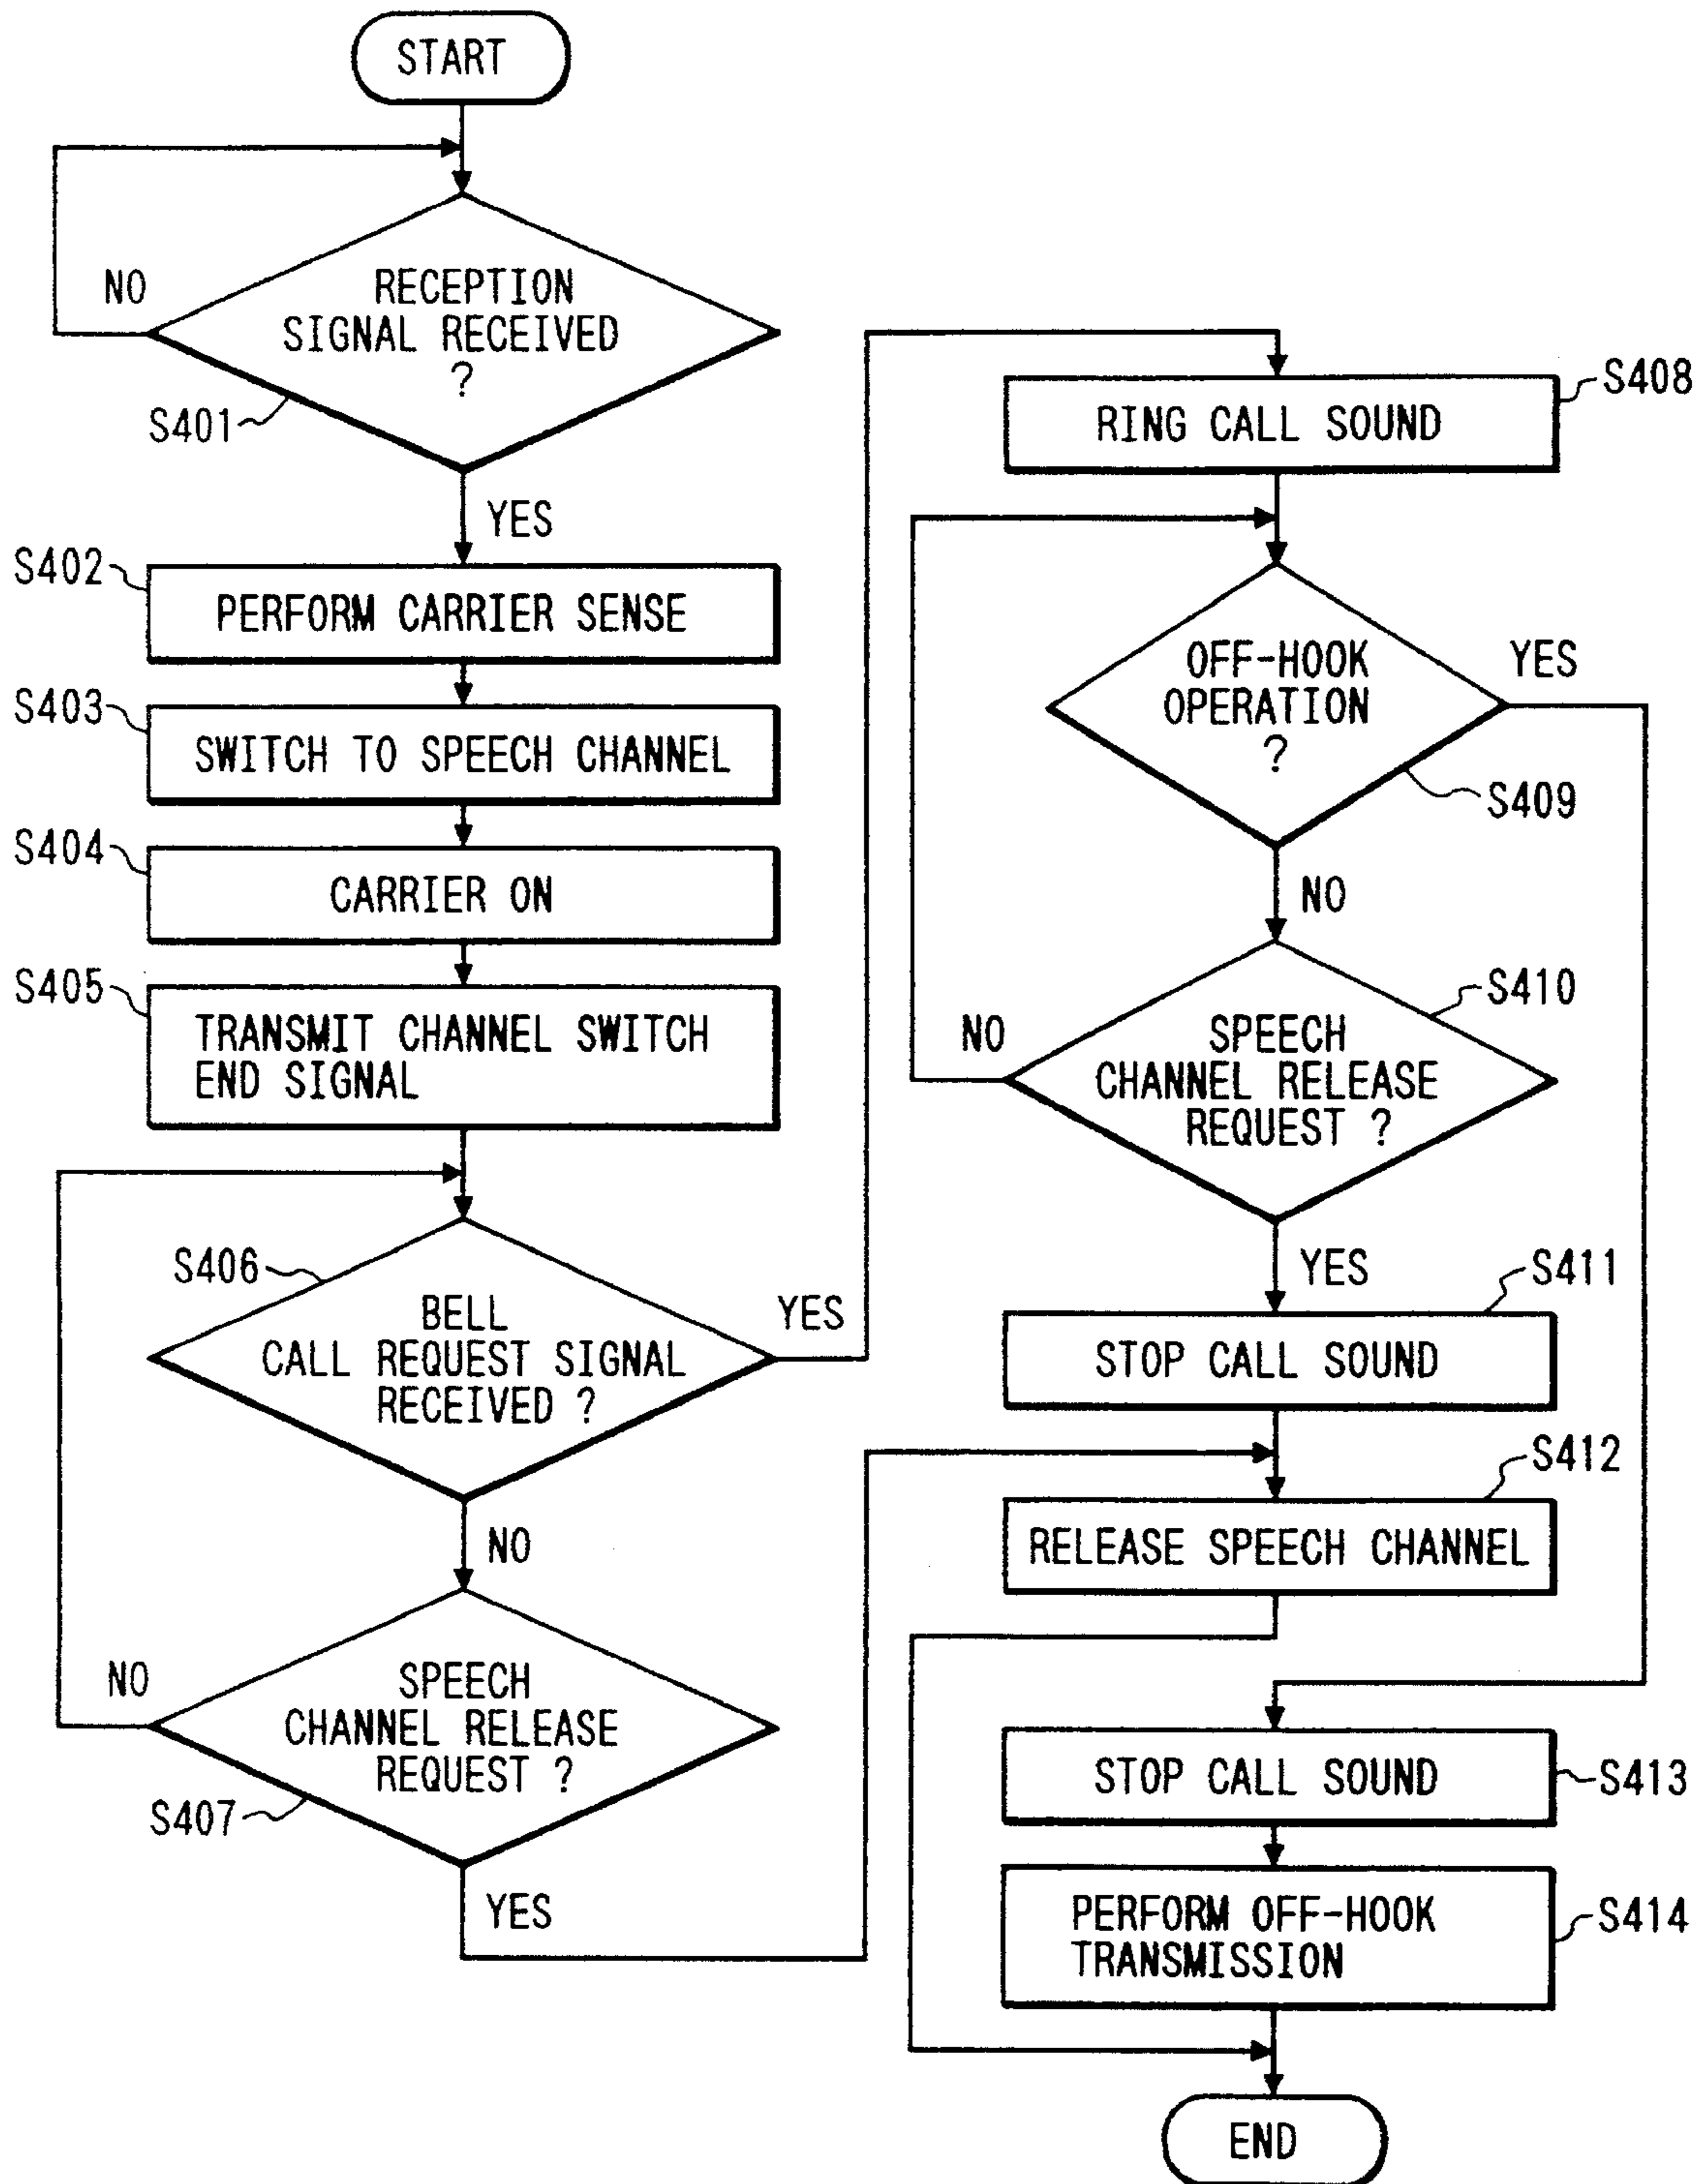 START
NO
RECEPTION
SIGNAL RECEIVED
?
S401
YES
S402
PERFORM CARRIER SENSE
S403
SWITCH TO SPEECH CHANNEL
S404
CARRIER ON
S405
TRANSMIT CHANNEL SWITCH
END SIGNAL
S406
BELL
CALL REQUEST SIGNAL
RECEIVED ?
YES
NO
NO
SPEECH
CHANNEL RELEASE
REQUEST ?
S407
YES
S408
RING CALL SOUND
OFF-HOOK
OPERATION
?
YES
S409
NO
S410
NO
SPEECH
CHANNEL RELEASE
REQUEST ?
YES
S411
STOP CALL SOUND
S412
RELEASE SPEECH CHANNEL
STOP CALL SOUND
S413
PERFORM OFF-HOOK
TRANSMISSION
S414
END